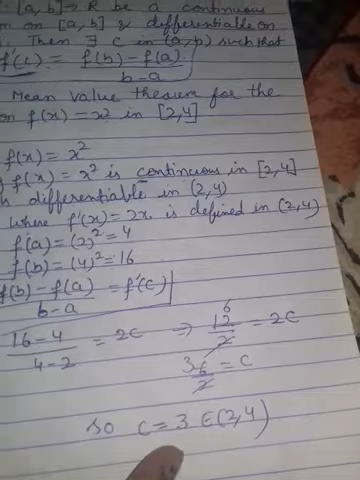 : [a, b] → R be a continuous
on [a, b] & differentiable on
. Then ∃ c in (a, b) such that
f'(c) = f(b) - f(a)
b - a
Mean value theorem for the
f(x) = x² in [2,4]
f(x) = x²
f(x) = x² is continuous in [2,4]
differentiable in (2,4)
where f'(x) = 2x is defined in (2,4)
f(a) = (2)² = 4
f(b) = (4)² = 16
f(b) - f(a) = f'(c)
b - a
16 - 4 = 2c ⇒ 12 6 = 2c
4 - 2 2
3 6 = c
2
so c = 3 ∈ (2,4)